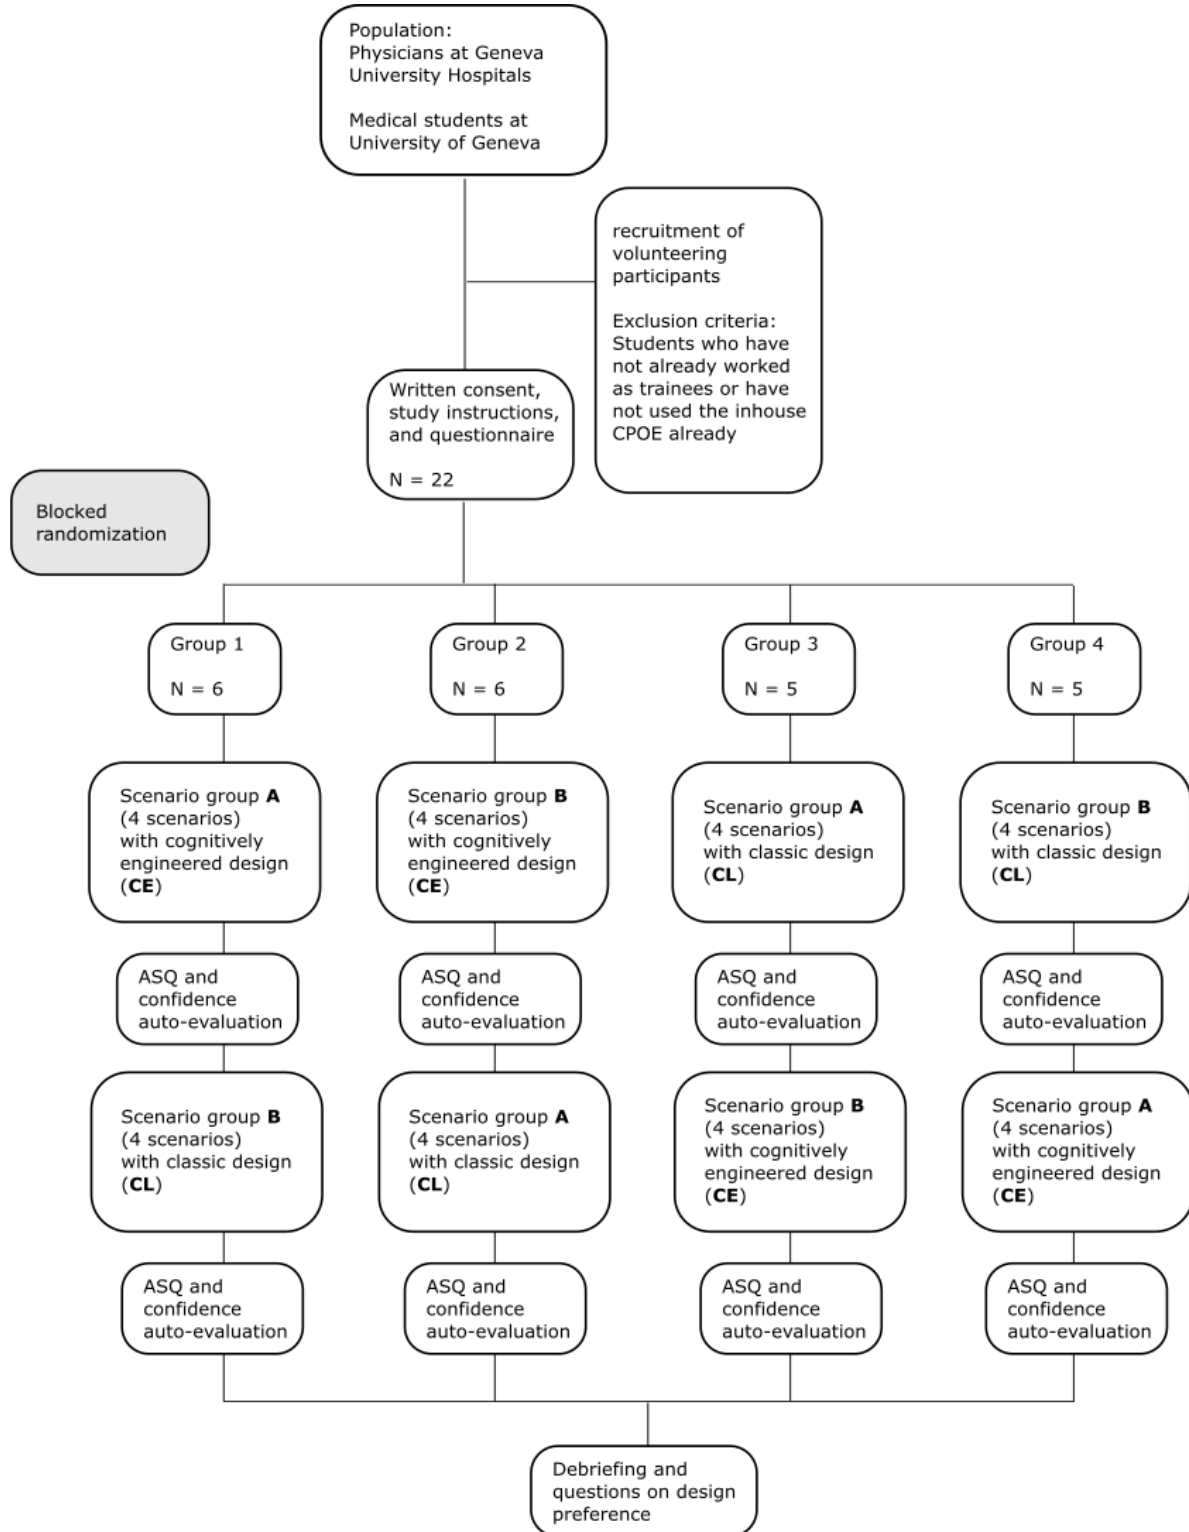 Population:
Physicians at Geneva
University Hospitals
Medical students at
University of Geneva
recruitment of
volunteering
participants
Exclusion criteria:
Students who have
not already worked
as trainees or have
not used the inhouse
CPOE already
Written consent,
study instructions,
and questionnaire
N = 22
Blocked
randomization
Group 1
N = 6
Group 2
N = 6
Group 3
N = 5
Group 4
N = 5
Scenario group A
(4 scenarios)
with cognitively
engineered design
(CE)
Scenario group B
(4 scenarios)
with cognitively
engineered design
(CE)
Scenario group A
(4 scenarios)
with classic design
(CL)
Scenario group B
(4 scenarios)
with classic design
(CL)
ASQ and
confidence
auto-evaluation
ASQ and
confidence
auto-evaluation
ASQ and
confidence
auto-evaluation
ASQ and
confidence
auto-evaluation
Scenario group B
(4 scenarios)
with classic design
(CL)
Scenario group A
(4 scenarios)
with classic design
(CL)
Scenario group B
(4 scenarios)
with cognitively
engineered design
(CE)
Scenario group A
(4 scenarios)
with cognitively
engineered design
(CE)
ASQ and
confidence
auto-evaluation
ASQ and
confidence
auto-evaluation
ASQ and
confidence
auto-evaluation
ASQ and
confidence
auto-evaluation
Debriefing and
questions on design
preference